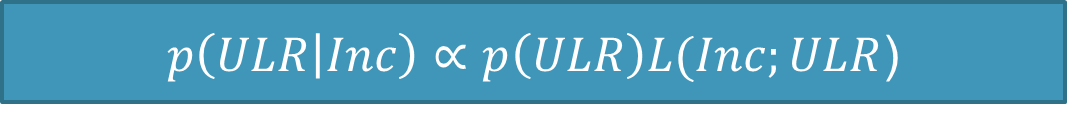 p(ULR|Inc) ∝ p(ULR)L(Inc; ULR)